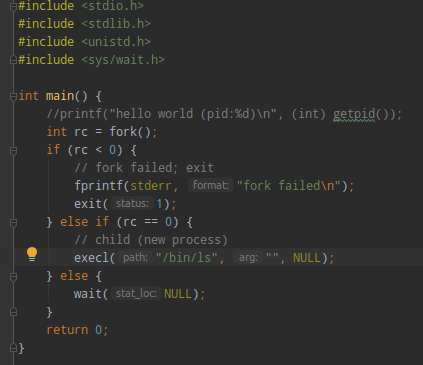 #include <stdio.h>
#include <stdlib.h>
#include <unistd.h>
#include <sys/wait.h>
int main() {
//printf("hello world (pid:%d)\n", (int) getpid());
int rc = fork();
if (rc < 0) {
// fork failed; exit
fprintf(stderr, format: "fork failed\n");
exit( status: 1);
} else if (rc == 0) {
// child (new process)
execl( path: "/bin/ls", arg: "", NULL);
} else {
wait( stat_loc: NULL);
}
return 0;
}